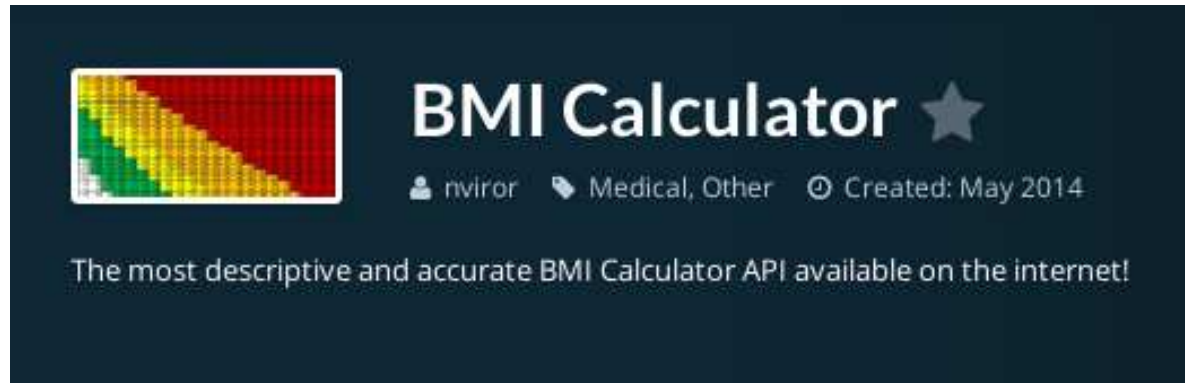 BMI Calculator
nviror Medical, Other Created: May 2014
The most descriptive and accurate BMI Calculator API available on the internet!